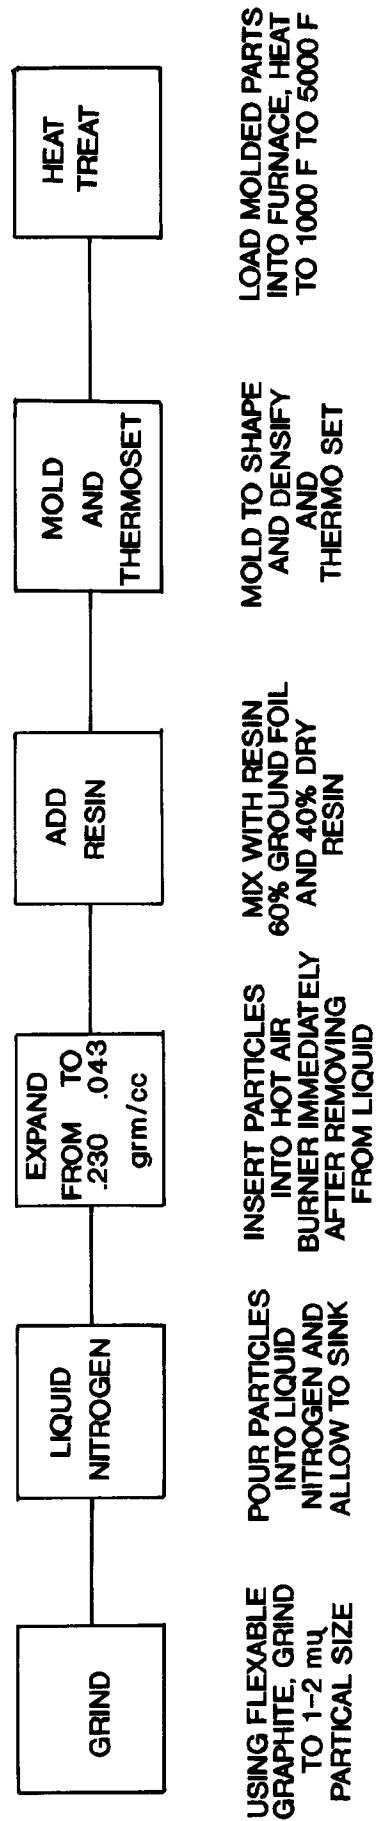 GRIND
USING FLEXABLE
GRAPHITE, GRIND
TO 1-2 mμ
PARTICAL SIZE
LIQUID
NITROGEN
POUR PARTICLES
INTO LIQUID
NITROGEN AND
ALLOW TO SINK
EXPAND
FROM TO
.230 .043
grm/cc
INSERT PARTICLES
INTO HOT AIR
BURNER IMMEDIATELY
AFTER REMOVING
FROM LIQUID
ADD
RESIN
MIX WITH RESIN
60% GROUND FOIL
AND 40% DRY
RESIN
MOLD
AND
THERMOSET
MOLD TO SHAPE
AND DENSIFY
AND
THERMO SET
HEAT
TREAT
LOAD MOLDED PARTS
INTO FURNACE, HEAT
TO 1000 F TO 5000 F